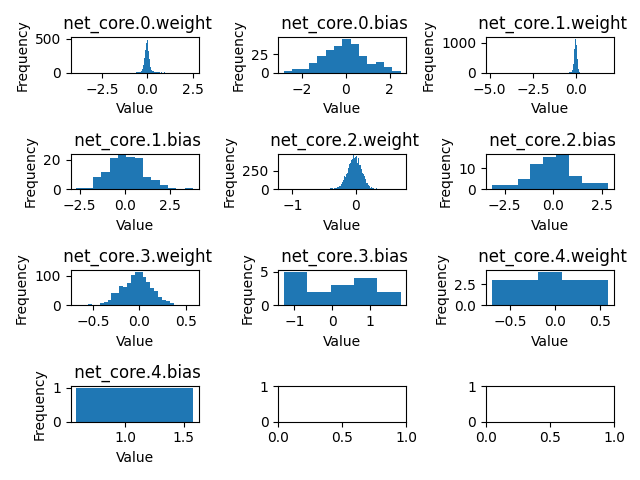 net_core.0.weight
Frequency
500
0
−2.5
0.0
2.5
Value
net_core.0.bias
Frequency
25
0
−2
0
2
Value
net_core.1.weight
Frequency
1000
0
−5.0
−2.5
0.0
Value
net_core.1.bias
Frequency
20
0
−2.5
0.0
2.5
Value
net_core.2.weight
Frequency
250
0
−1
0
Value
net_core.2.bias
Frequency
10
0
−2.5
0.0
2.5
Value
net_core.3.weight
Frequency
100
0
−0.5
0.0
0.5
Value
net_core.3.bias
Frequency
5
0
−1
0
1
Value
net_core.4.weight
Frequency
2.5
0.0
−0.5
0.0
0.5
Value
net_core.4.bias
Frequency
1
0
1.0
1.5
Value
1
0
0.0
0.5
1.0
1
0
0.0
0.5
1.0